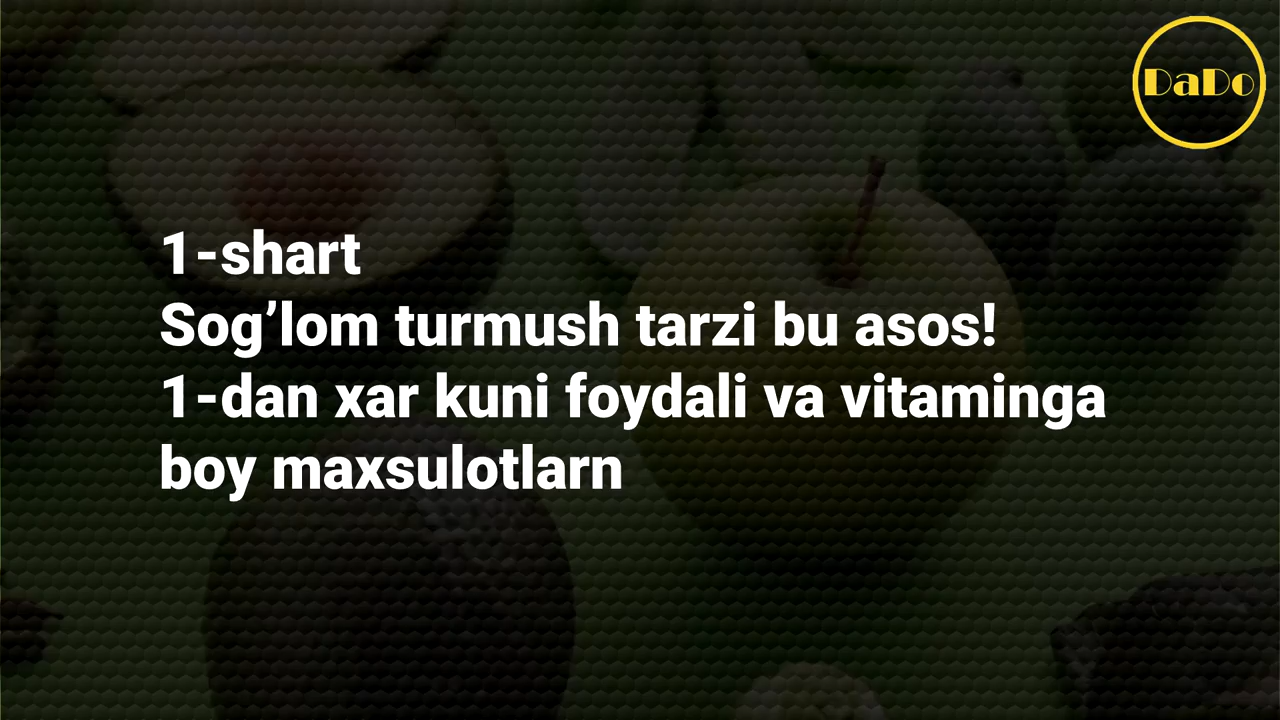 DaDo
1-shart
Sog’lom turmush tarzi bu asos!
1-dan xar kuni foydali va vitaminga
boy maxsulotlarn